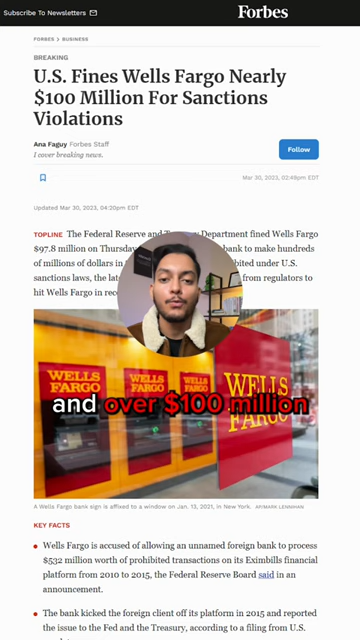 Subscribe To Newsletters
Forbes
FORBES > BUSINESS
BREAKING
U.S. Fines Wells Fargo Nearly
$100 Million For Sanctions
Violations
Ana Faguy Forbes Staff
I cover breaking news.
Follow
Mar 30, 2023, 02:49pm EDT
Updated Mar 30, 2023, 04:20pm EDT
TOPLINE The Federal Reserve and Department fined Wells Fargo
$97.8 million on Thursday bank to make hundreds
of millions of dollars in under U.S.
sanctions laws, the from regulators to
hit Wells Fargo in
WELLS
FARGO
WELLS
FARGO
WELLS
FARGO
WELLS
FARGO
and over $100 million
A Wells Fargo bank sign is affixed to a window on Jan. 13, 2021, in New York. AP/MARK LENNIHAN
KEY FACTS
Wells Fargo is accused of allowing an unnamed foreign bank to process
$532 million worth of prohibited transactions on its Eximbills financial
platform from 2010 to 2015, the Federal Reserve Board said in an
announcement.
The bank kicked the foreign client off its platform in 2015 and reported
the issue to the Fed and the Treasury, according to a filing from U.S.